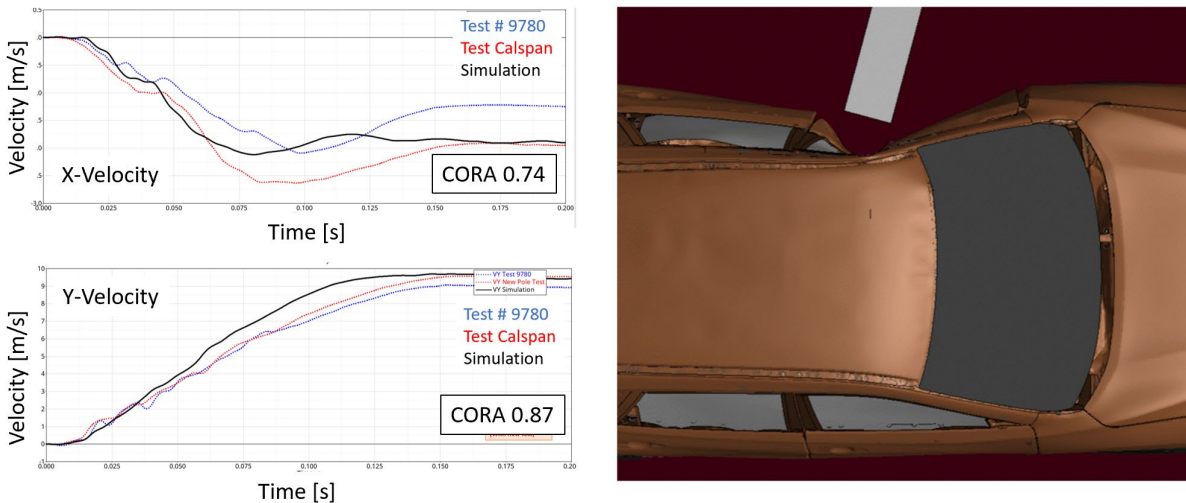 Velocity [m/s]
Test # 9780
Test Calspan
Simulation
X-Velocity
CORA 0.74
0.000 0.025 0.050 0.075 0.100 0.125 0.150 0.175 0.200
Time [s]
Velocity [m/s]
Y-Velocity
10
9
8
7
6
5
4
3
2
1
0
VY Test 9780
VY New Pole Test
VY Simulation
Test # 9780
Test Calspan
Simulation
CORA 0.87
0.000 0.025 0.050 0.075 0.100 0.125 0.150 0.175 0.20
Time [s]